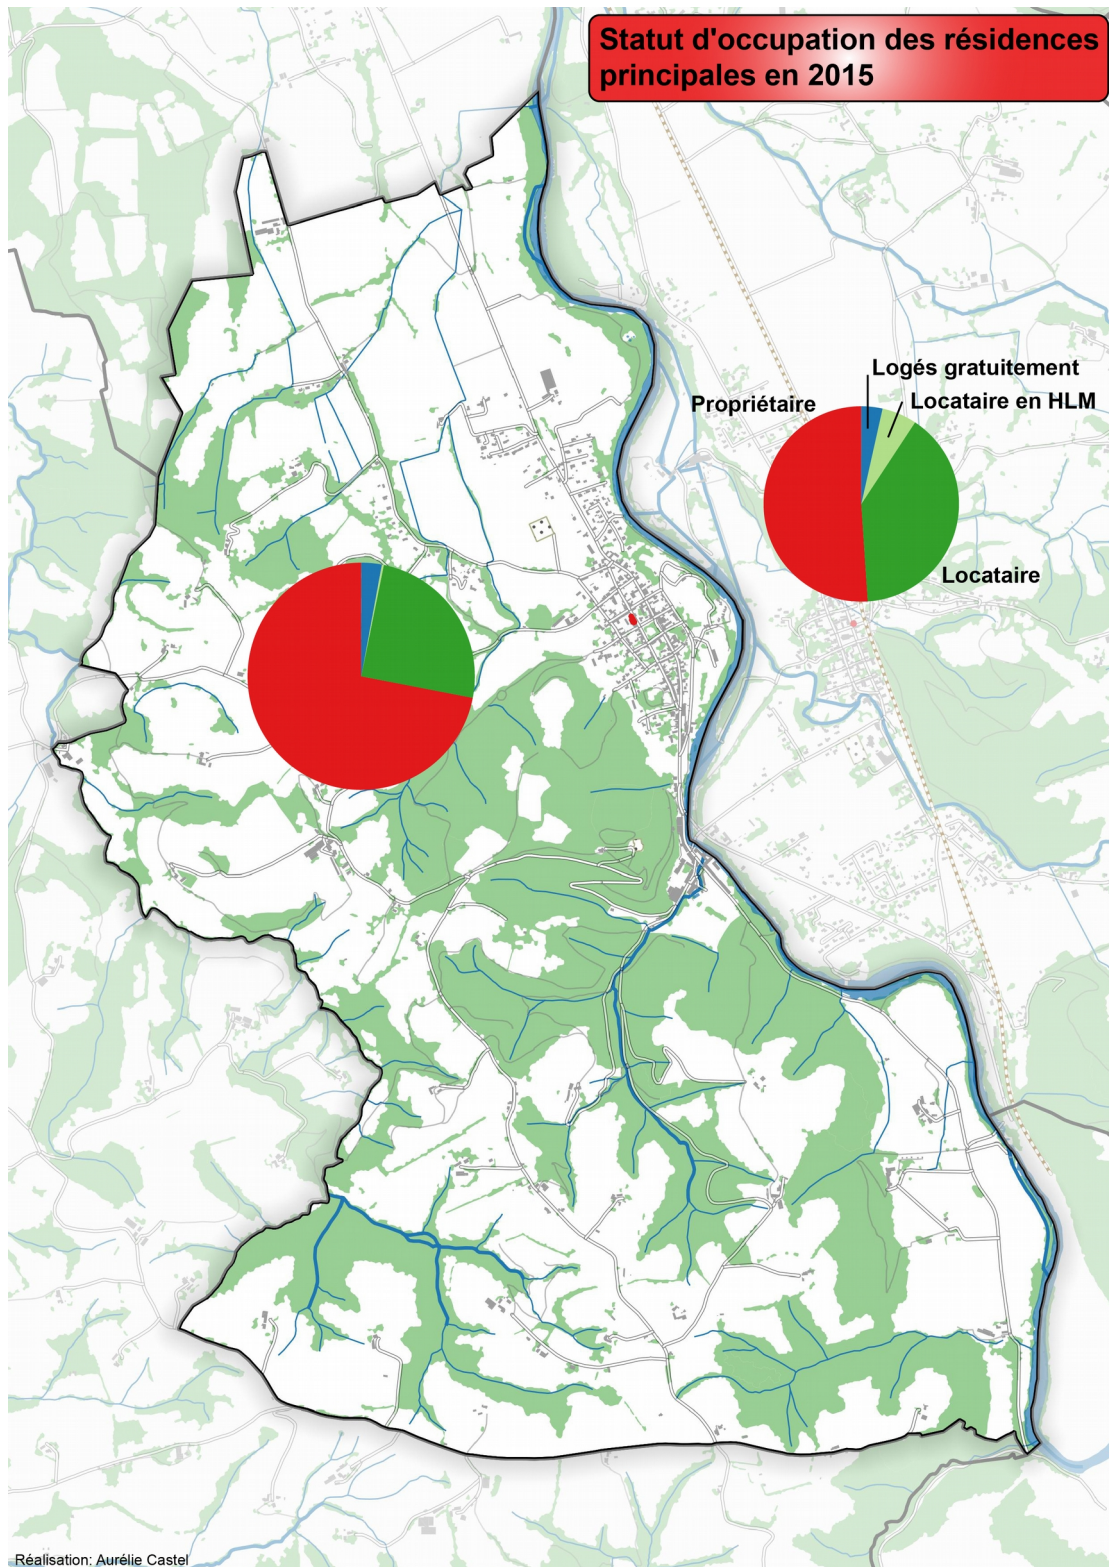 Statut d'occupation des résidences
principales en 2015
Logés gratuitement
Propriétaire
Locataire en HLM
Locataire
Réalisation: Aurélie Castel